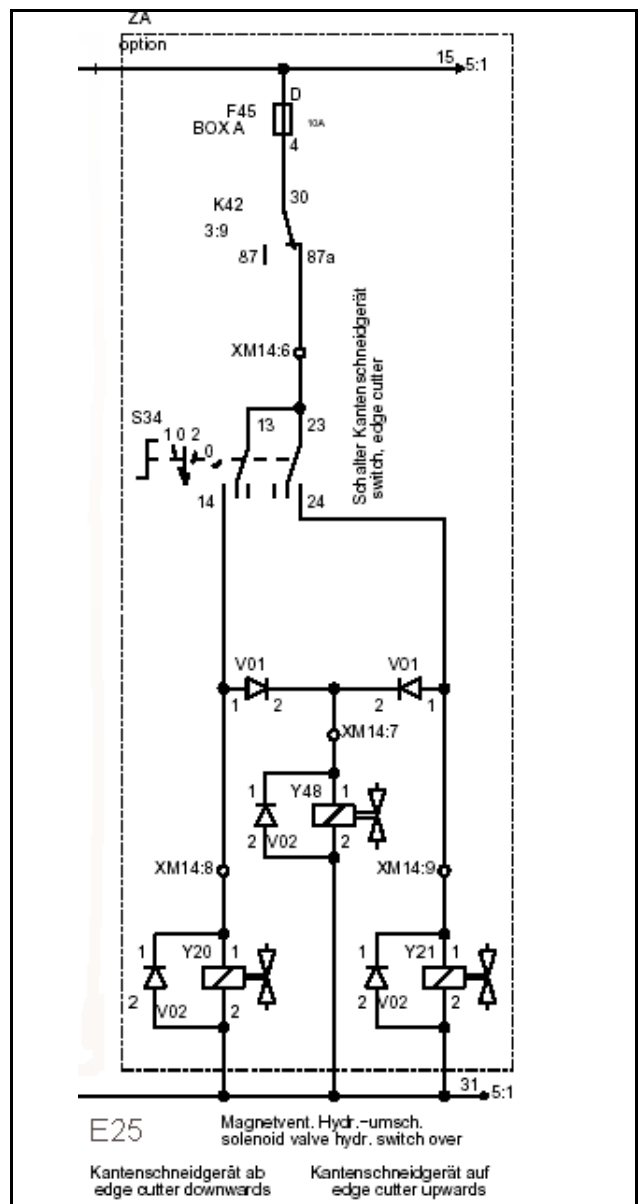 ZA
option
15 5:1
D
F45
BOX A 10A
4
30
K42
3:9
87 87a
XM14:6
Schalter Kantenschneidgerät
switch, edge cutter
S34
1 0 2 0
13 23
14 24
V01 V01
1 2 2 1
XM14:7
1 Y48 1
2 V02 2
XM14:8 XM14:9
1 Y20 1 1 Y21 1
2 V02 2 2 V02 2
31 5:1
E25
Magnetvent. Hydr.-umsch.
solenoid valve hydr. switch over
Kantenschneidgerät ab Kantenschneidgerät auf
edge cutter downwards edge cutter upwards